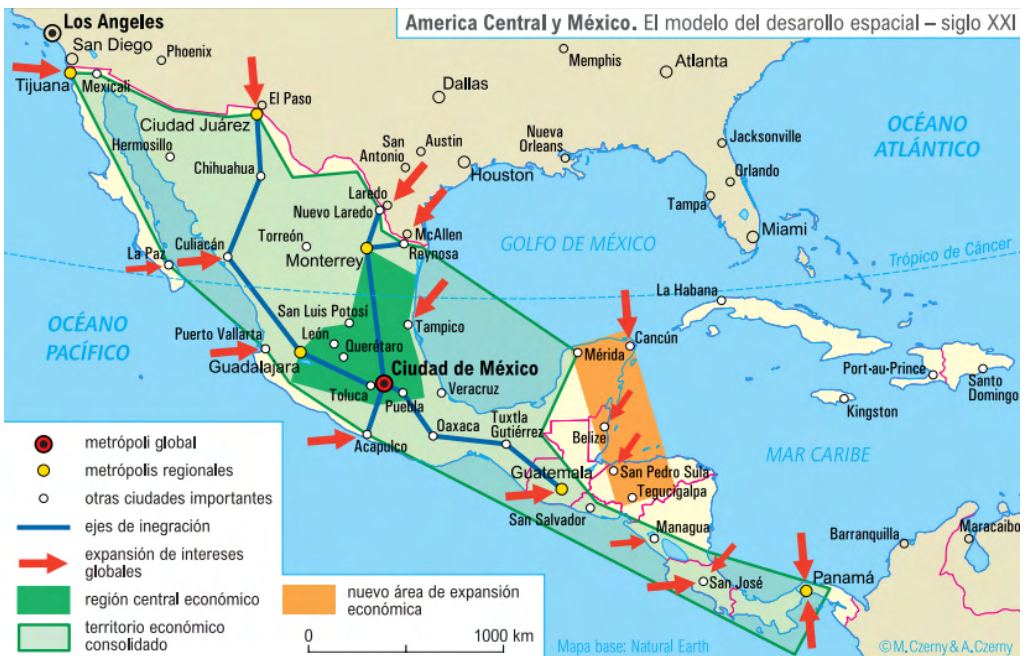 America Central y México. El modelo del desarollo espacial – siglo XXI
Los Angeles
San Diego
Phoenix
Memphis
Atlanta
Tijuana
Mexicali
El Paso
Dallas
Ciudad Juárez
Hermosillo
Chihuahua
San
Antonio
Austin
Houston
Nueva
Orleans
Jacksonville
Orlando
Tampa
Miami
OCÉANO
ATLÁNTICO
Laredo
Nuevo Laredo
McAllen
Reynosa
Torreón
Monterrey
La Paz
Culiacán
GOLFO DE MÉXICO
Trópico de Cáncer
La Habana
OCÉANO
PACÍFICO
San Luis Potosí
León
Querétaro
Tampico
Puerto Vallarta
Guadalajara
Ciudad de México
Toluca
Puebla
Veracruz
Mérida
Cancún
Port-au-Prince
Santo
Domingo
Kingston
Acapulco
Oaxaca
Tuxtla
Gutiérrez
Belize
MAR CARIBE
Guatemala
San Pedro Sula
Tegucigalpa
San Salvador
Managua
San José
Panamá
Barranquilla
Maracaibo
metrópoli global
metrópolis regionales
otras ciudades importantes
ejes de inegración
expansión de intereses
globales
región central económico
territorio económico
consolidado
nuevo área de expansión
económica
0 1000 km
Mapa base: Natural Earth
© M. Czerny & A. Czerny